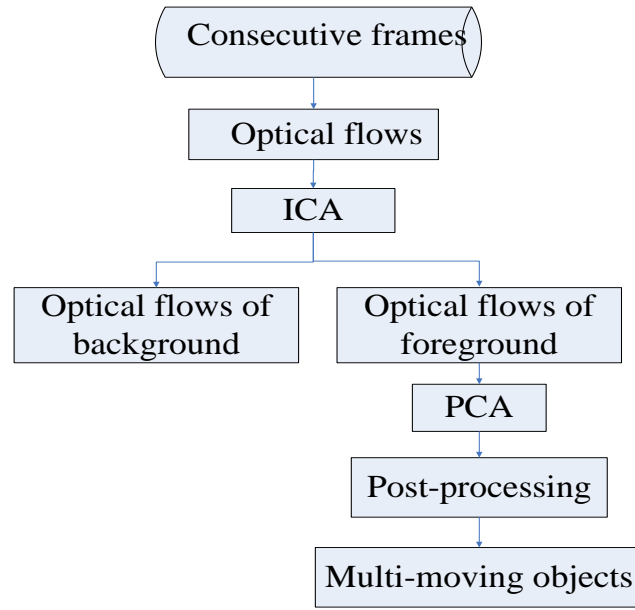 Consecutive frames
Optical flows
ICA
Optical flows of
background
Optical flows of
foreground
PCA
Post-processing
Multi-moving objects